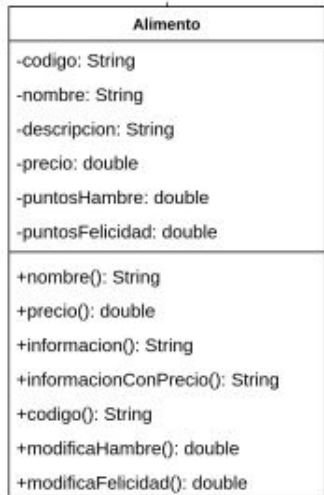 Alimento
-codigo: String
-nombre: String
-descripcion: String
-precio: double
-puntosHambre: double
-puntosFelicidad: double
+nombre(): String
+precio(): double
+informacion(): String
+informacionConPrecio(): String
+codigo(): String
+modificaHambre(): double
+modificaFelicidad(): double